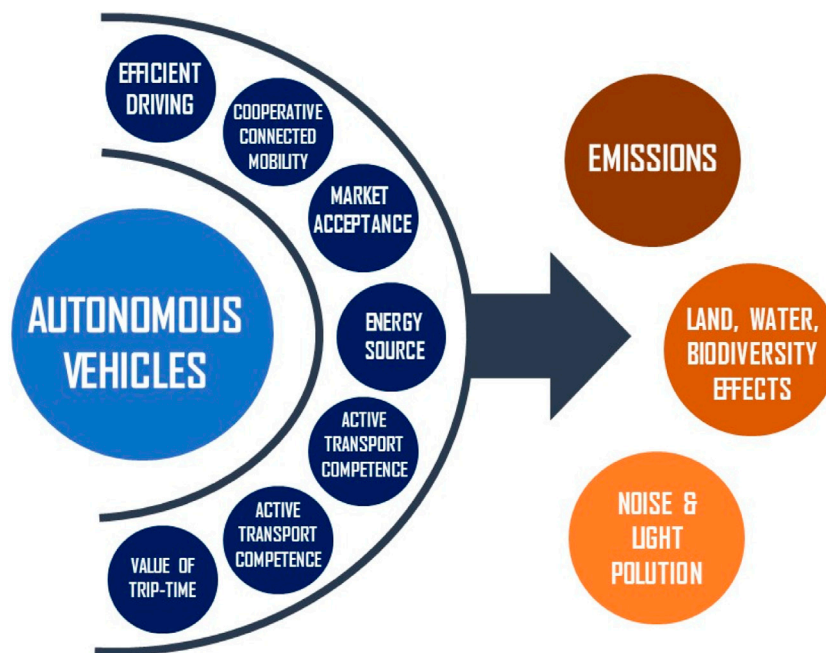 EFFICIENT
DRIVING
COOPERATIVE
CONNECTED
MOBILITY
MARKET
ACCEPTANCE
ENERGY
SOURCE
ACTIVE
TRANSPORT
COMPETENCE
ACTIVE
TRANSPORT
COMPETENCE
VALUE OF
TRIP-TIME
AUTONOMOUS
VEHICLES
EMISSIONS
LAND, WATER,
BIODIVERSITY
EFFECTS
NOISE &
LIGHT
POLUTION